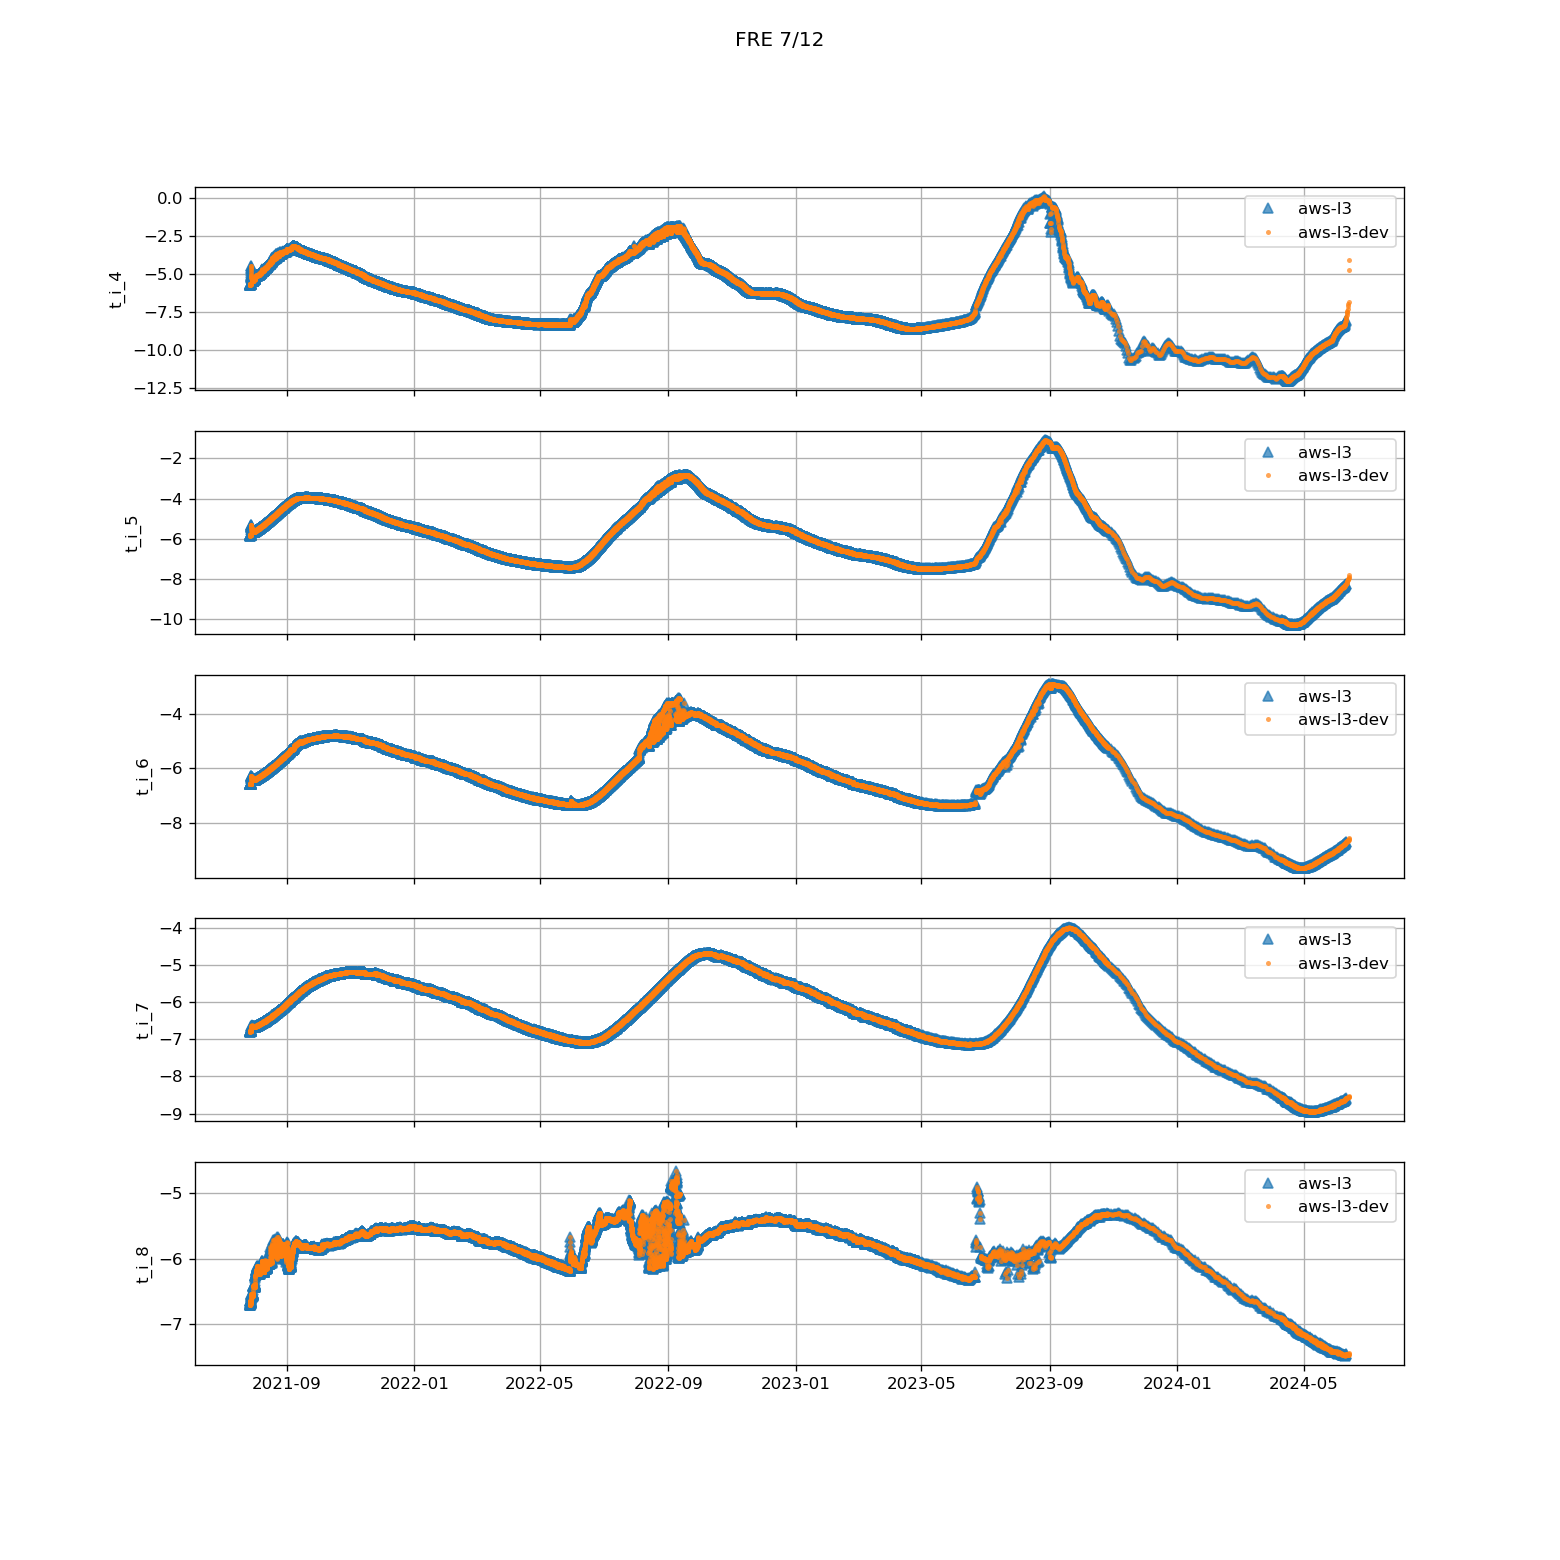 FRE 7/12
t_i_4
0.0
−2.5
−5.0
−7.5
−10.0
−12.5
aws-l3
aws-l3-dev
t_i_5
−2
−4
−6
−8
−10
aws-l3
aws-l3-dev
t_i_6
−4
−6
−8
aws-l3
aws-l3-dev
t_i_7
−4
−5
−6
−7
−8
−9
aws-l3
aws-l3-dev
t_i_8
−5
−6
−7
aws-l3
aws-l3-dev
2021-09 2022-01 2022-05 2022-09 2023-01 2023-05 2023-09 2024-01 2024-05